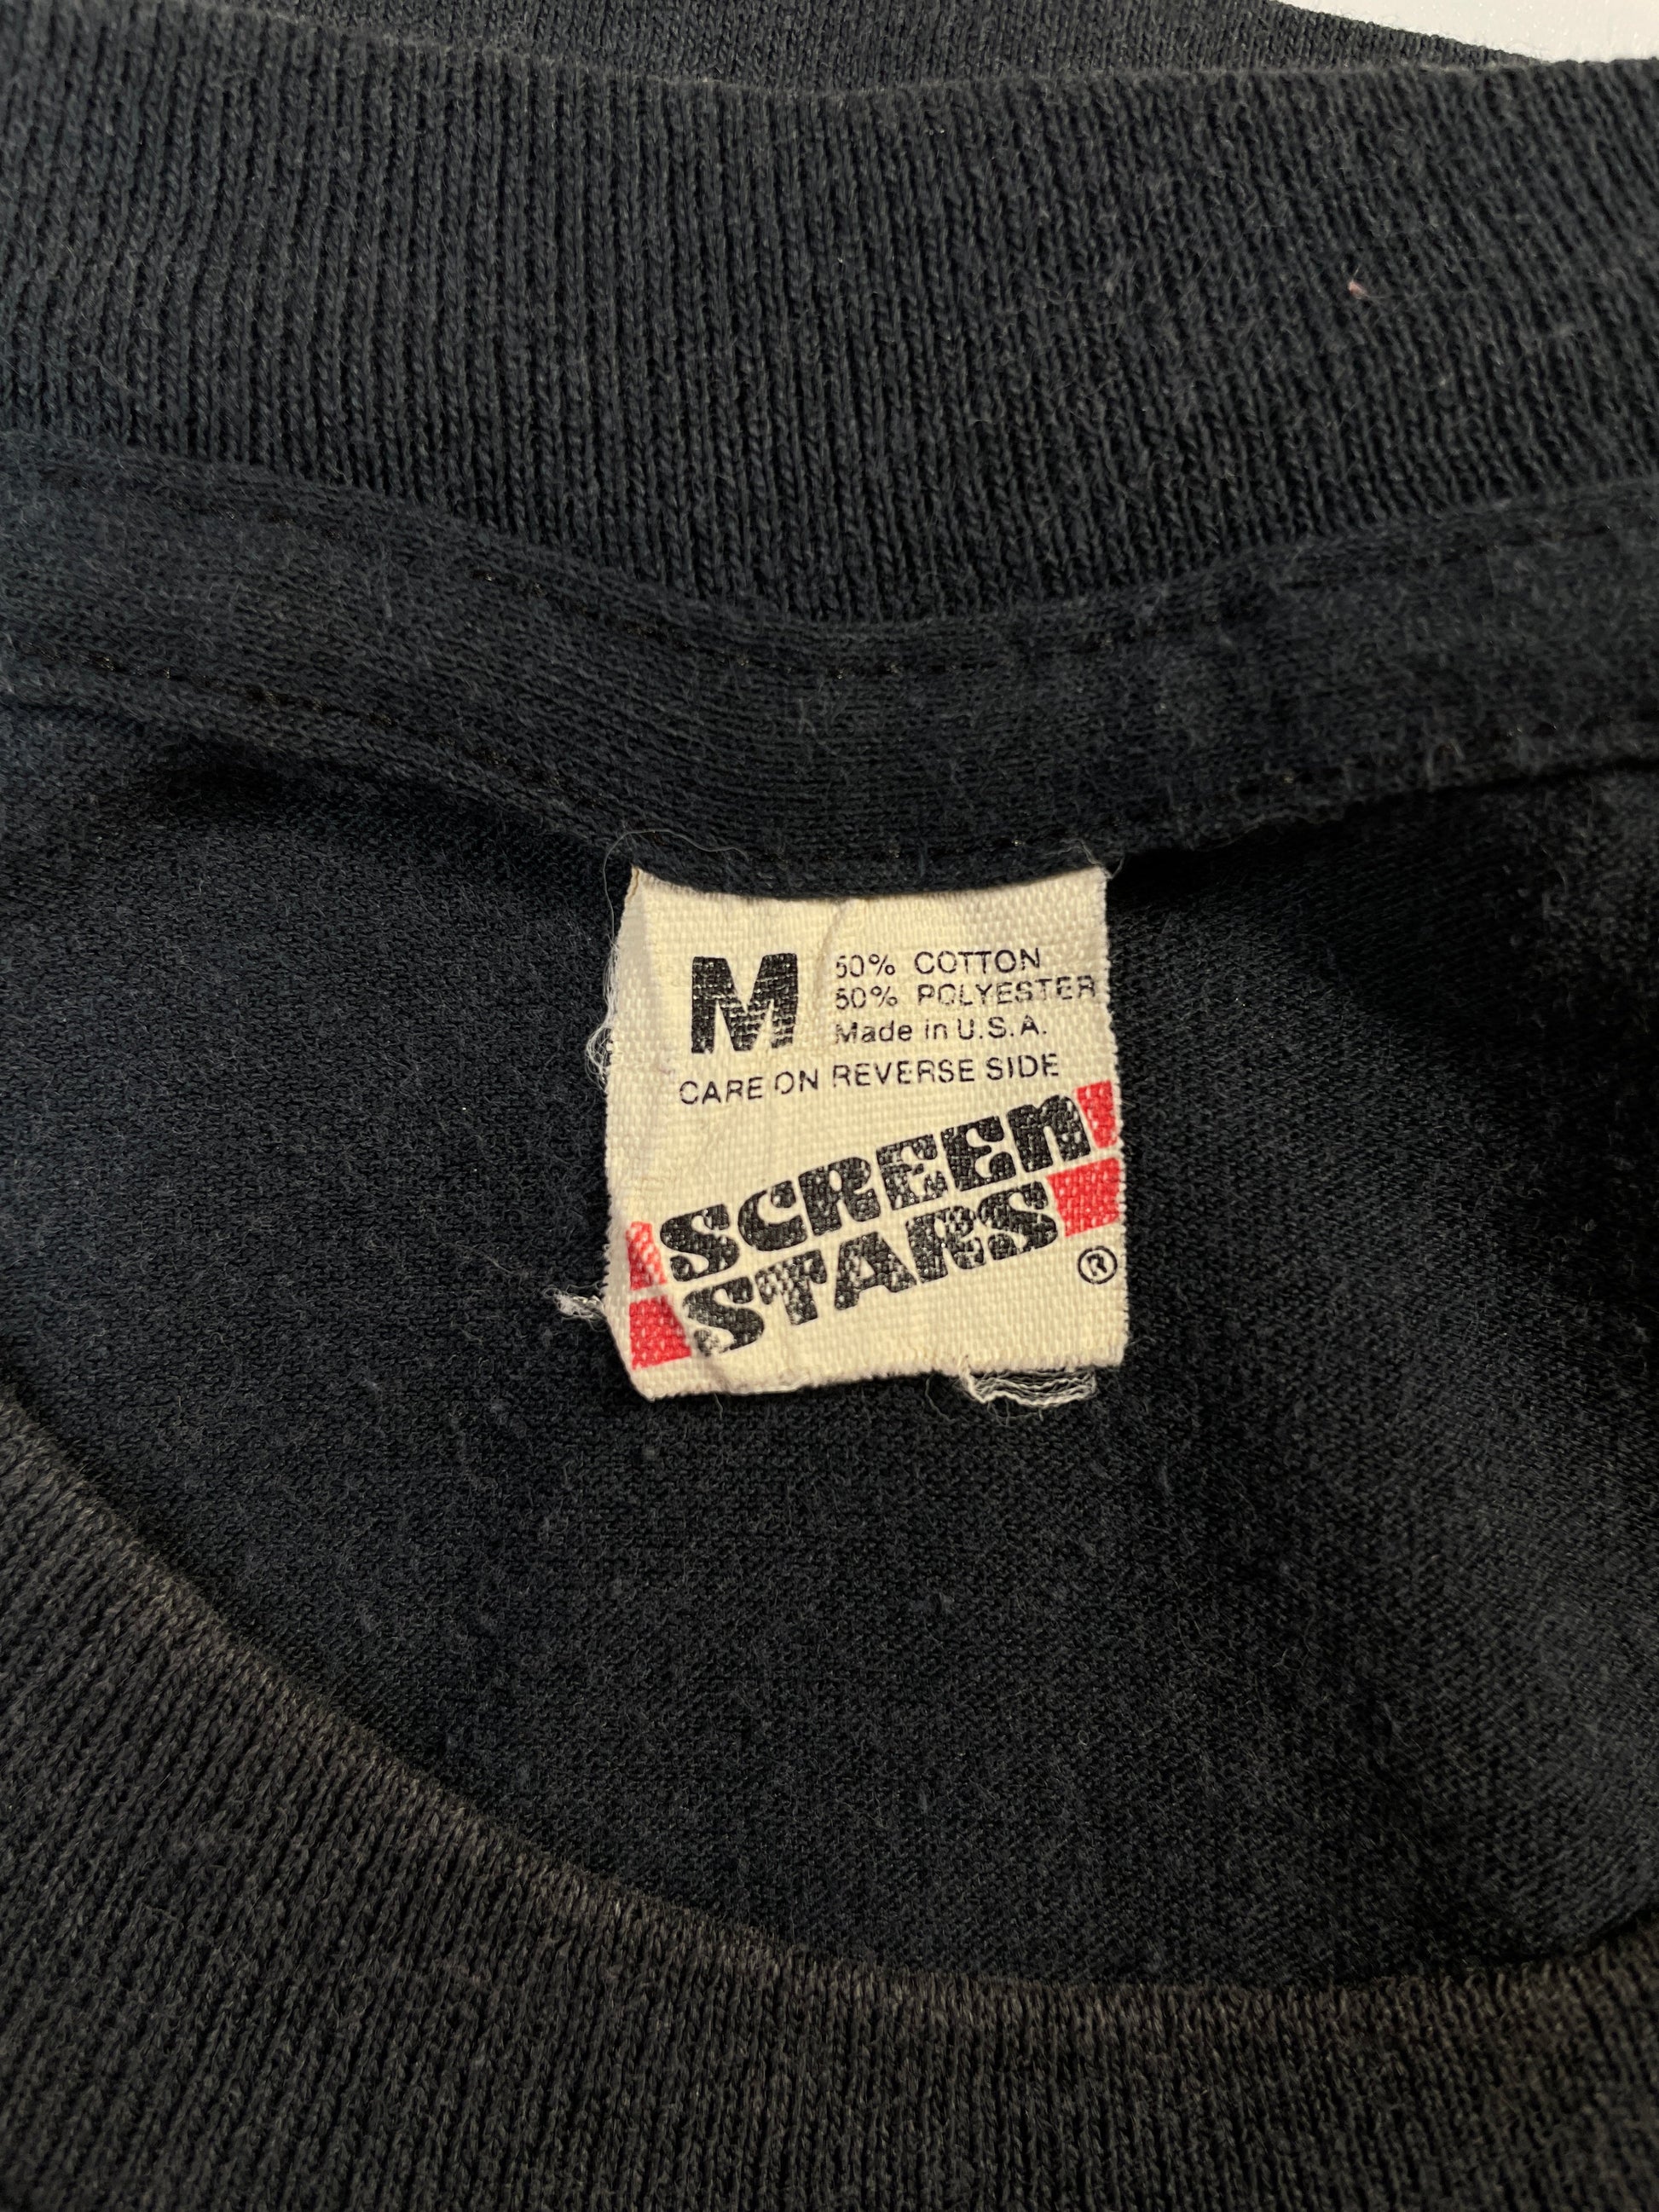 M
50% COTTON
50% POLYESTER
Made in U.S.A.
CARE ON REVERSE SIDE
SCREEN
STARS
®